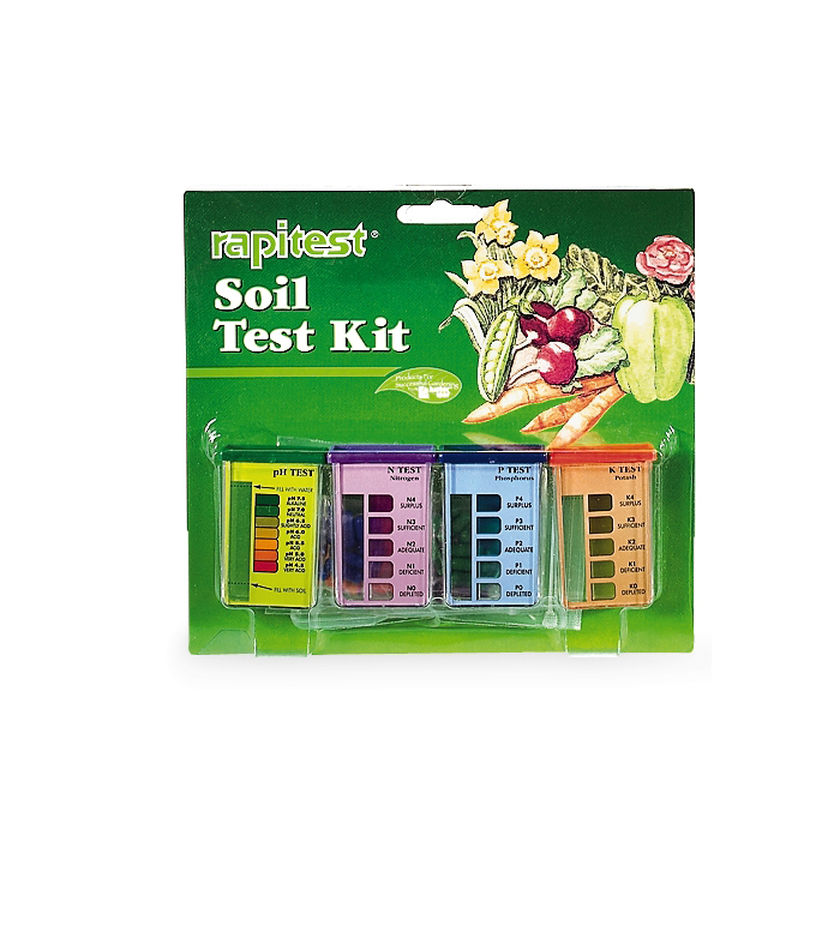 rapitest®
Soil
Test Kit
Products For
Successful Gardening
pH TEST
FILL WITH WATER
pH 7.5
ALKALINE
pH 7.0
NEUTRAL
pH 6.5
SLIGHTLY ACID
pH 6.0
ACID
pH 5.5
ACID
pH 5.0
VERY ACID
pH 4.5
VERY ACID
FILL WITH SOIL
N TEST
Nitrogen
N4
SURPLUS
N3
SUFFICIENT
N2
ADEQUATE
N1
DEFICIENT
N0
DEPLETED
P TEST
Phosphorus
P4
SURPLUS
P3
SUFFICIENT
P2
ADEQUATE
P1
DEFICIENT
P0
DEPLETED
K TEST
Potash
K4
SURPLUS
K3
SUFFICIENT
K2
ADEQUATE
K1
DEFICIENT
K0
DEPLETED